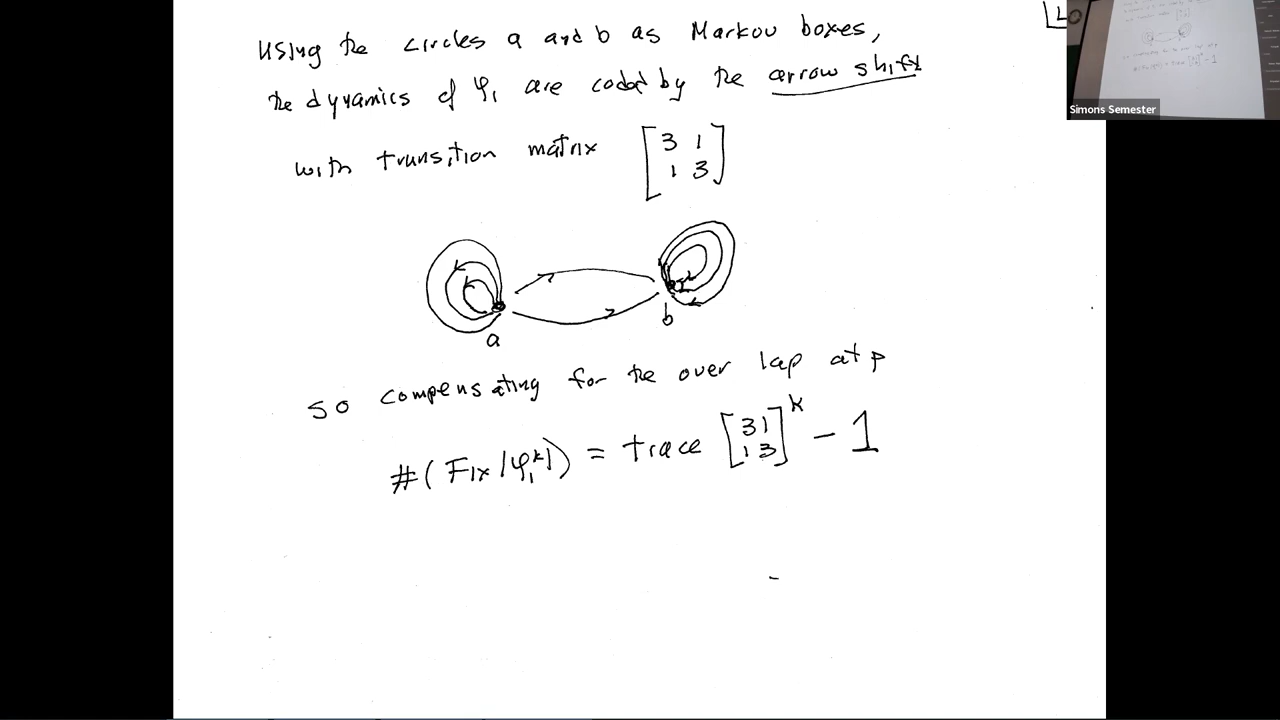 using the circles a and b as Markov boxes,
the dynamics of φ₁ are coded by the arrow shift
with transition matrix [3 1
1 3]
a
b
so compensating for the over lap at p
#(Fix(φ₁ᵏ)) = trace [3 1
1 3]ᵏ - 1
Simons Semester